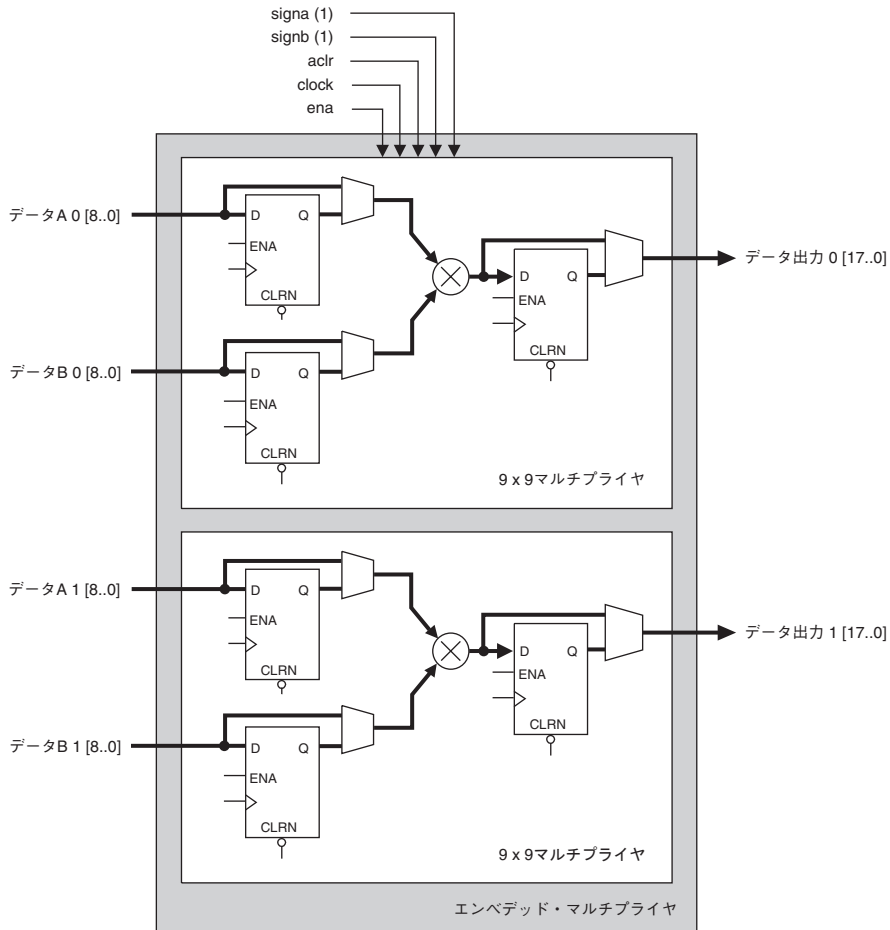 signa (1)
signb (1)
aclr
clock
ena
データA 0 [8..0]
D Q
ENA
CLRN
データB 0 [8..0]
D Q
ENA
CLRN
D Q
ENA
CLRN
データ出力 0 [17..0]
9 x 9マルチプライヤ
データA 1 [8..0]
D Q
ENA
CLRN
データB 1 [8..0]
D Q
ENA
CLRN
D Q
ENA
CLRN
データ出力 1 [17..0]
9 x 9マルチプライヤ
エンベデッド・マルチプライヤ